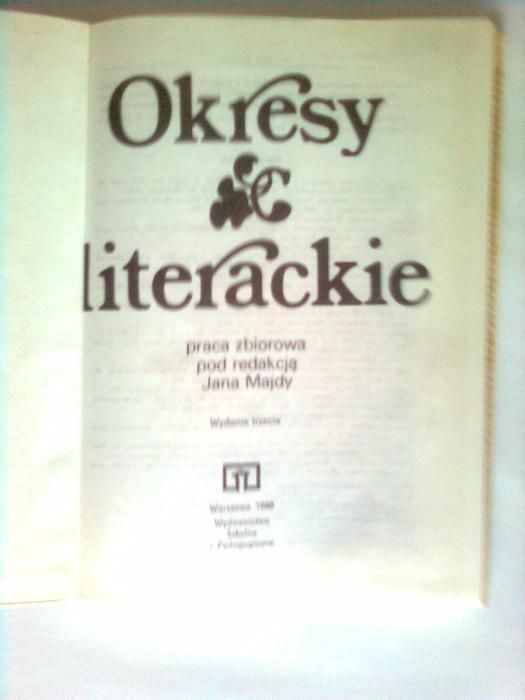 Okresy
literackie
praca zbiorowa
pod redakcją
Jana Majdy
Wydanie trzecie
Warszawa
Wydawnictwa
Szkolne
i Pedagogiczne